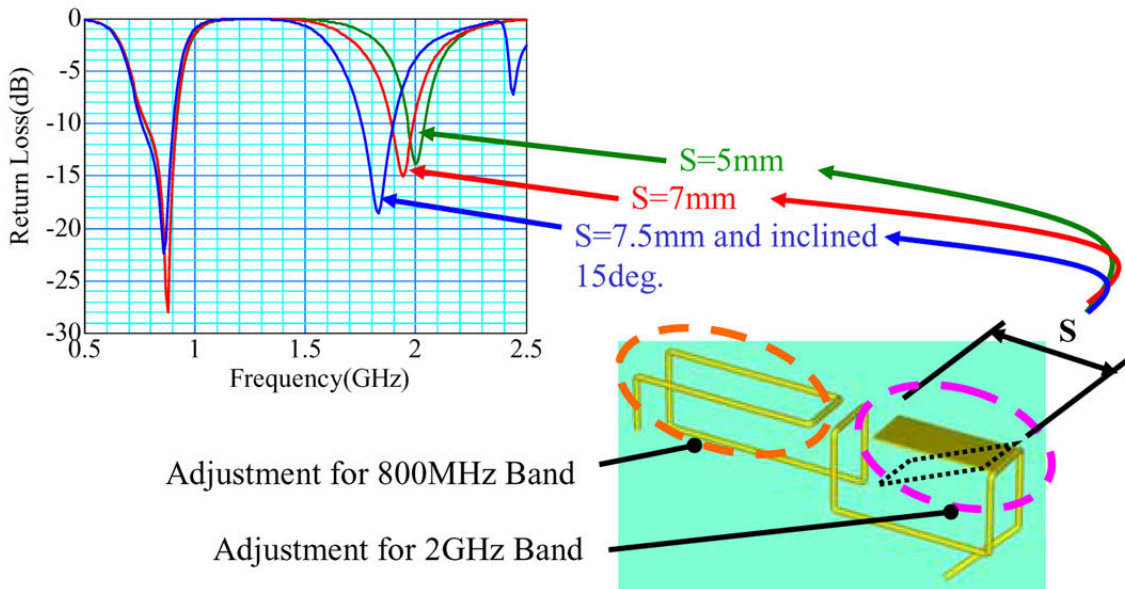 0
-5
-10
-15
-20
-25
-30
Return Loss(dB)
0.5
1
1.5
2
2.5
Frequency(GHz)
S=5mm
S=7mm
S=7.5mm and inclined
15deg.
S
Adjustment for 800MHz Band
Adjustment for 2GHz Band